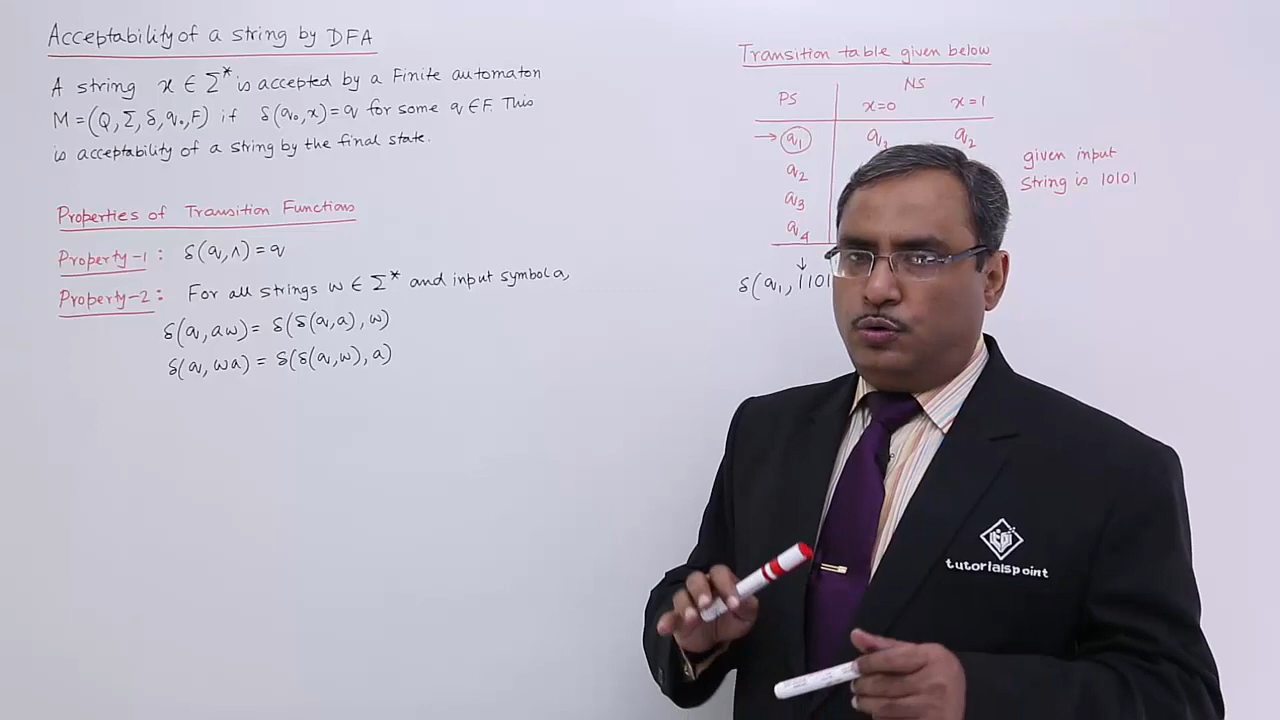 Acceptability of a string by DFA
A string x ∈ Σ* is accepted by a Finite automaton
M = (Q, Σ, δ, q₀, F) if δ(q₀, x) = q for some q ∈ F. This
is acceptability of a string by the final state.
Properties of Transition Functions
Property-1 : δ(q, ʌ) = q
Property-2 : For all strings w ∈ Σ* and input symbol a,
δ(q, aw) = δ(δ(q, a), w)
δ(q, wa) = δ(δ(q, w), a)
Transition table given below
PS NS
x=0 x=1
→ q₁ q₃ q₂
q₂
q₃
q₄
↓
δ(q₁, 1101
given input
String is 10101
tutorialspoint